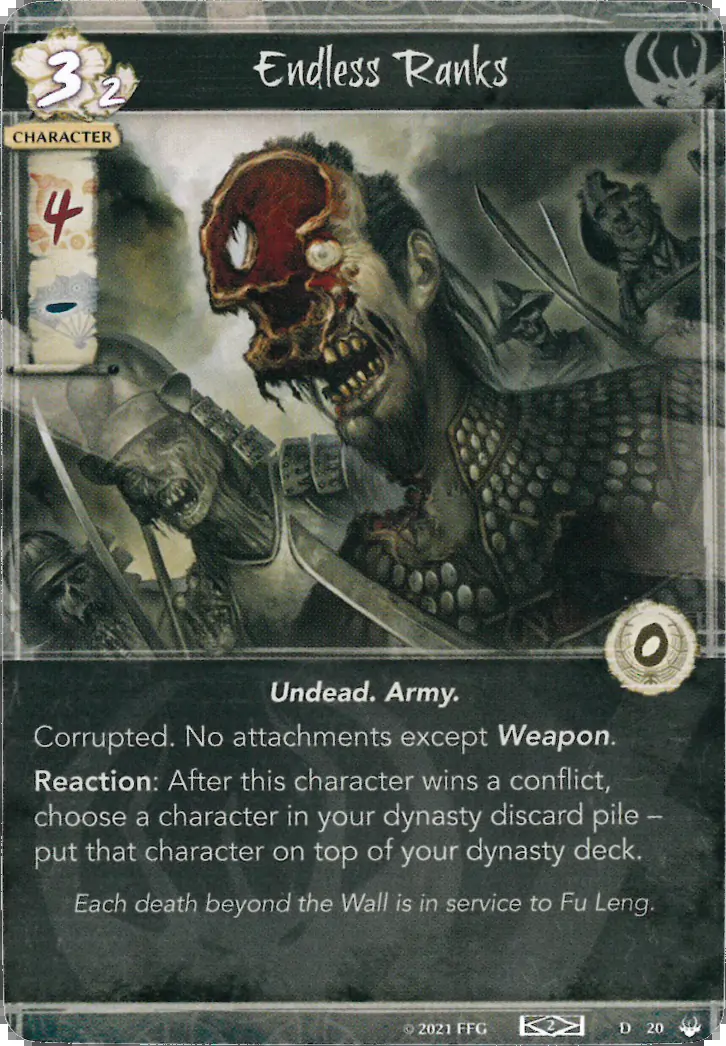 3 2
Endless Ranks
CHARACTER
4
-
0
Undead. Army.
Corrupted. No attachments except Weapon.
Reaction: After this character wins a conflict,
choose a character in your dynasty discard pile –
put that character on top of your dynasty deck.
Each death beyond the Wall is in service to Fu Leng.
© 2021 FFG 2 D 20